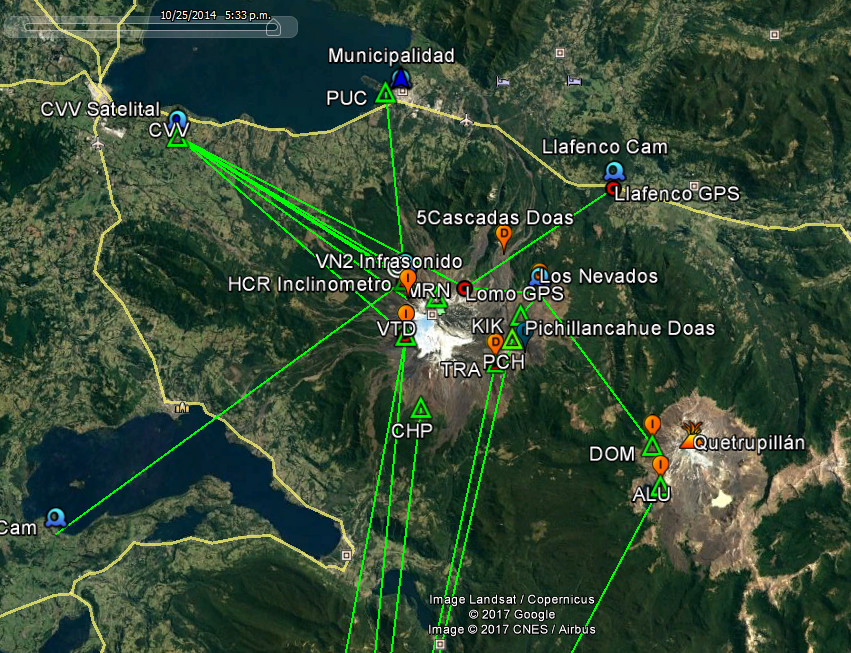 10/25/2014 5:33 p.m.
Municipalidad
PUC
CVV Satelital
CVV
Llafenco Cam
Llafenco GPS
5Cascadas Doas
VN2 Infrasonido
Los Nevados
HCR Inclinometro
MRN
Lomo GPS
VTD
KIK
Pichillancahue Doas
PCH
TRA
CHP
DOM
Quetrupillán
ALU
Cam
Image Landsat / Copernicus
© 2017 Google
Image © 2017 CNES / Airbus